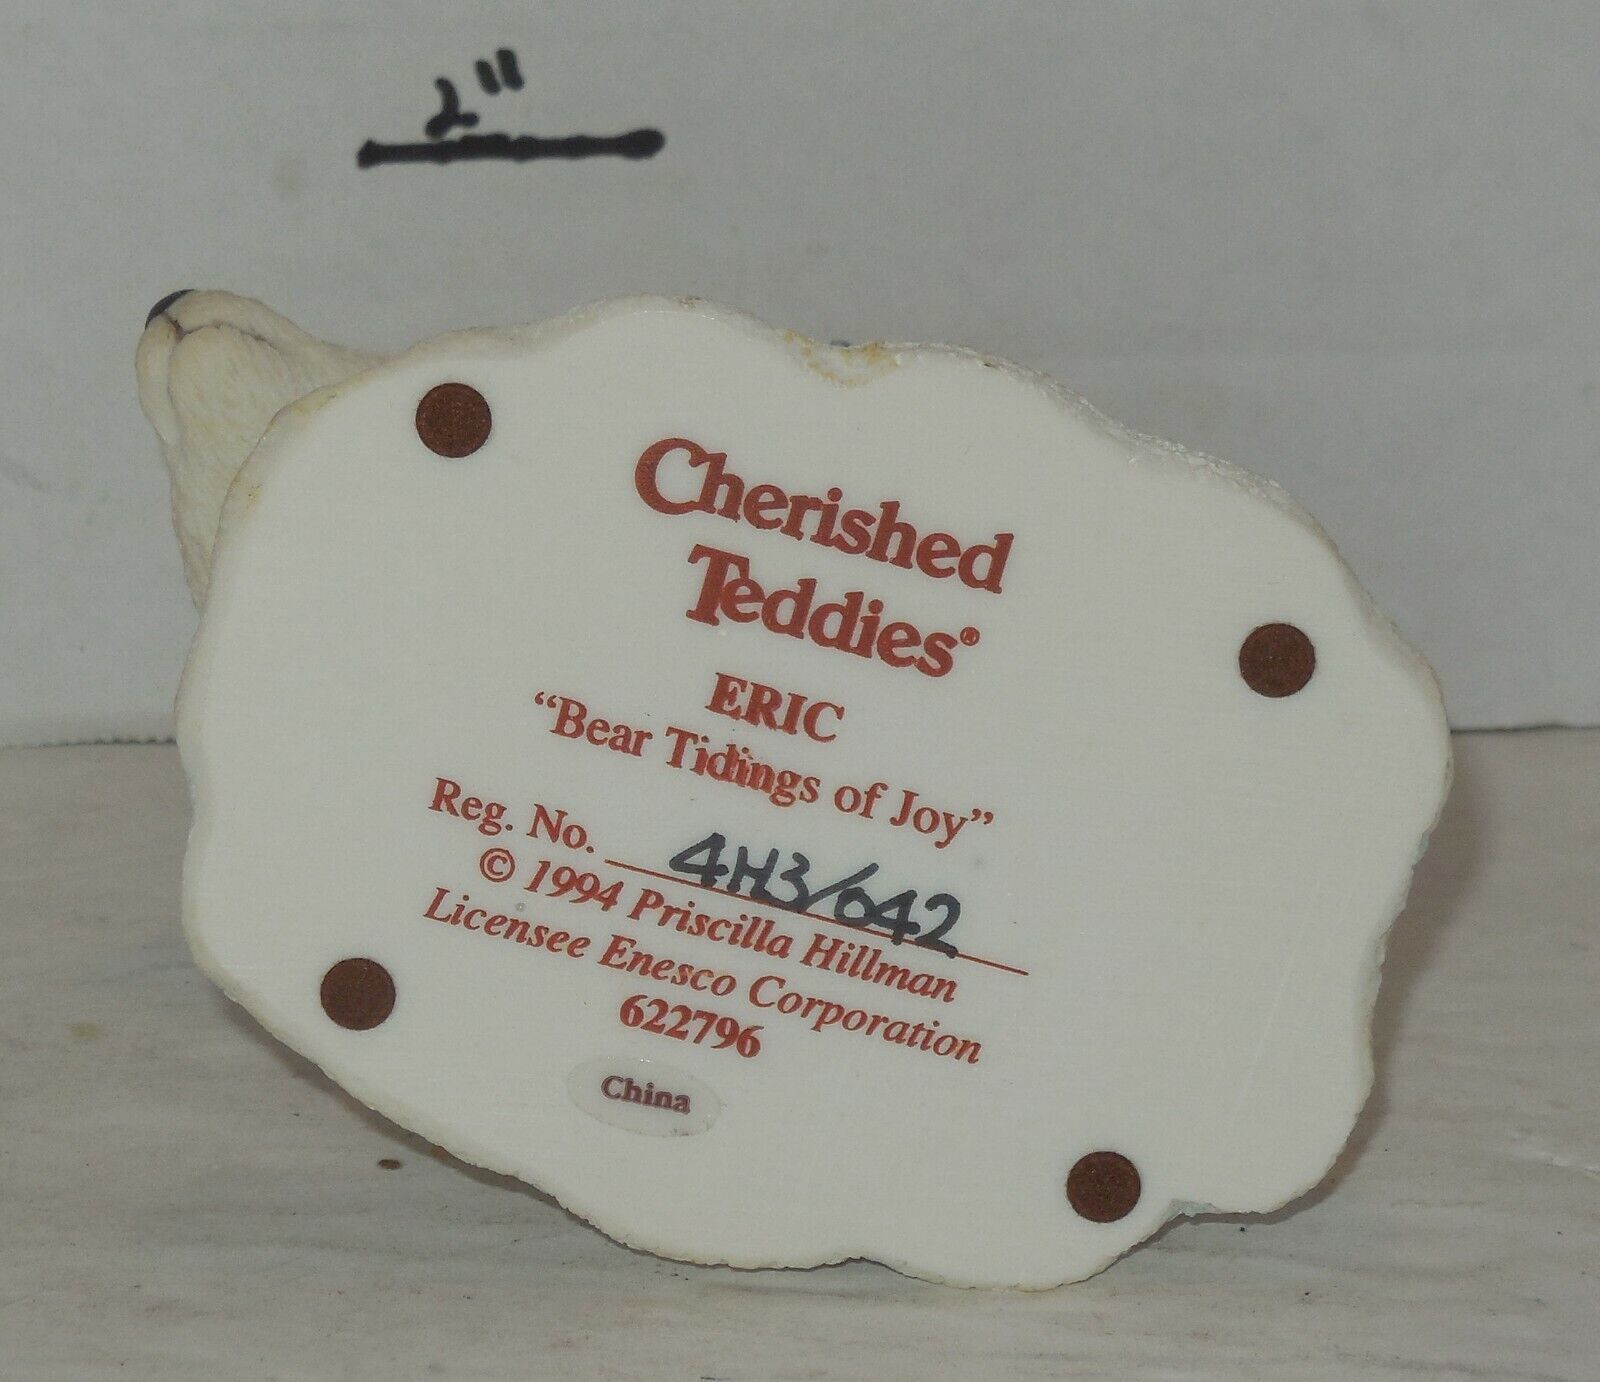 2"
Cherished
Teddies®
ERIC
“Bear Tidings of Joy”
Reg. No. 4H3/042
© 1994 Priscilla Hillman
Licensee Enesco Corporation
622796
China